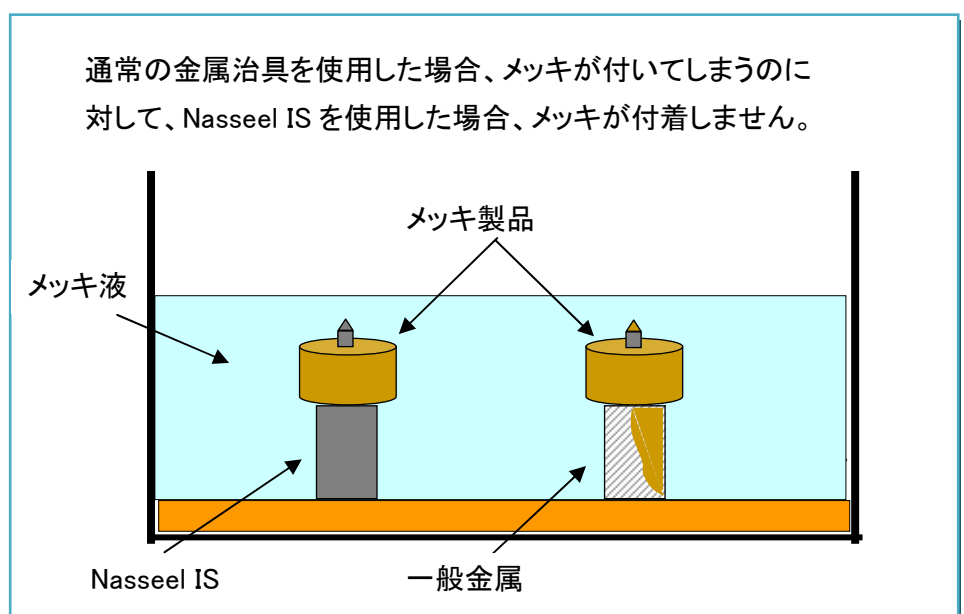 通常の金属治具を使用した場合、メッキが付いてしまうのに
対して、Nasseel IS を使用した場合、メッキが付着しません。
メッキ製品
メッキ液
Nasseel IS
一般金属